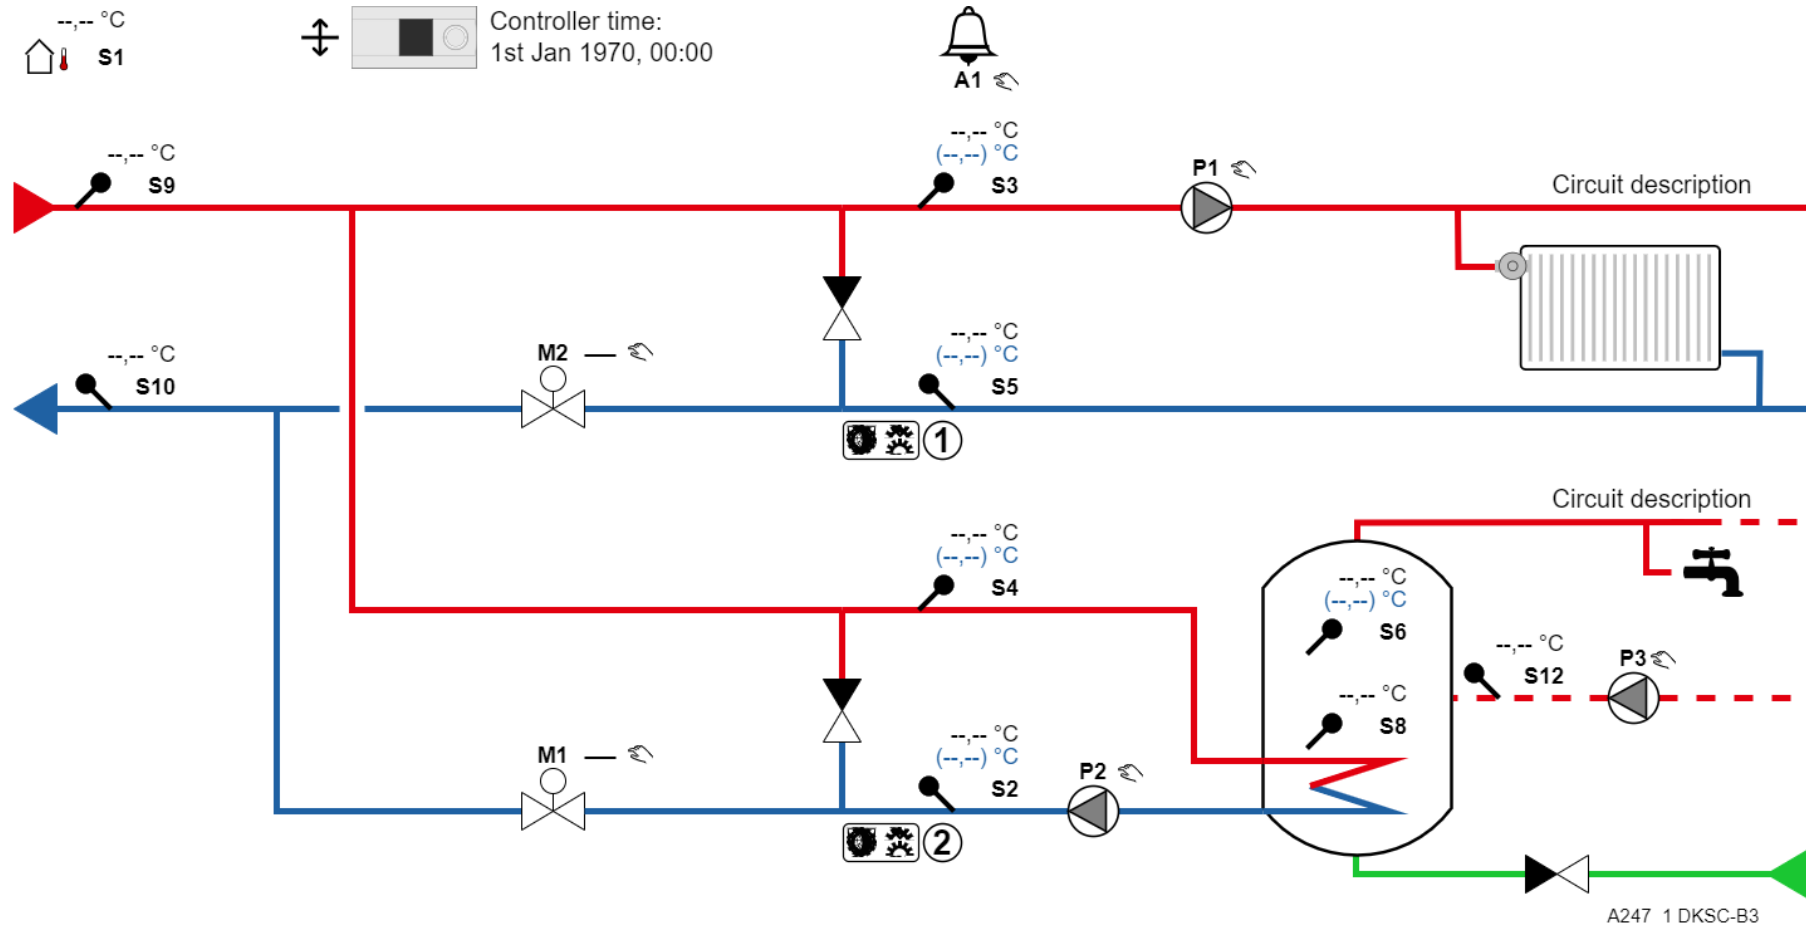 --,-- °C
S1
Controller time:
1st Jan 1970, 00:00
A1
--,-- °C
S9
--,-- °C
(--,--) °C
S3
P1
Circuit description
--,-- °C
S10
M2 —
--,-- °C
(--,--) °C
S5
1
Circuit description
--,-- °C
(--,--) °C
S4
--,-- °C
(--,--) °C
S6
--,-- °C
S12
P3
--,-- °C
S8
M1 —
--,-- °C
(--,--) °C
S2
P2
2
A247 1 DKSC-B3